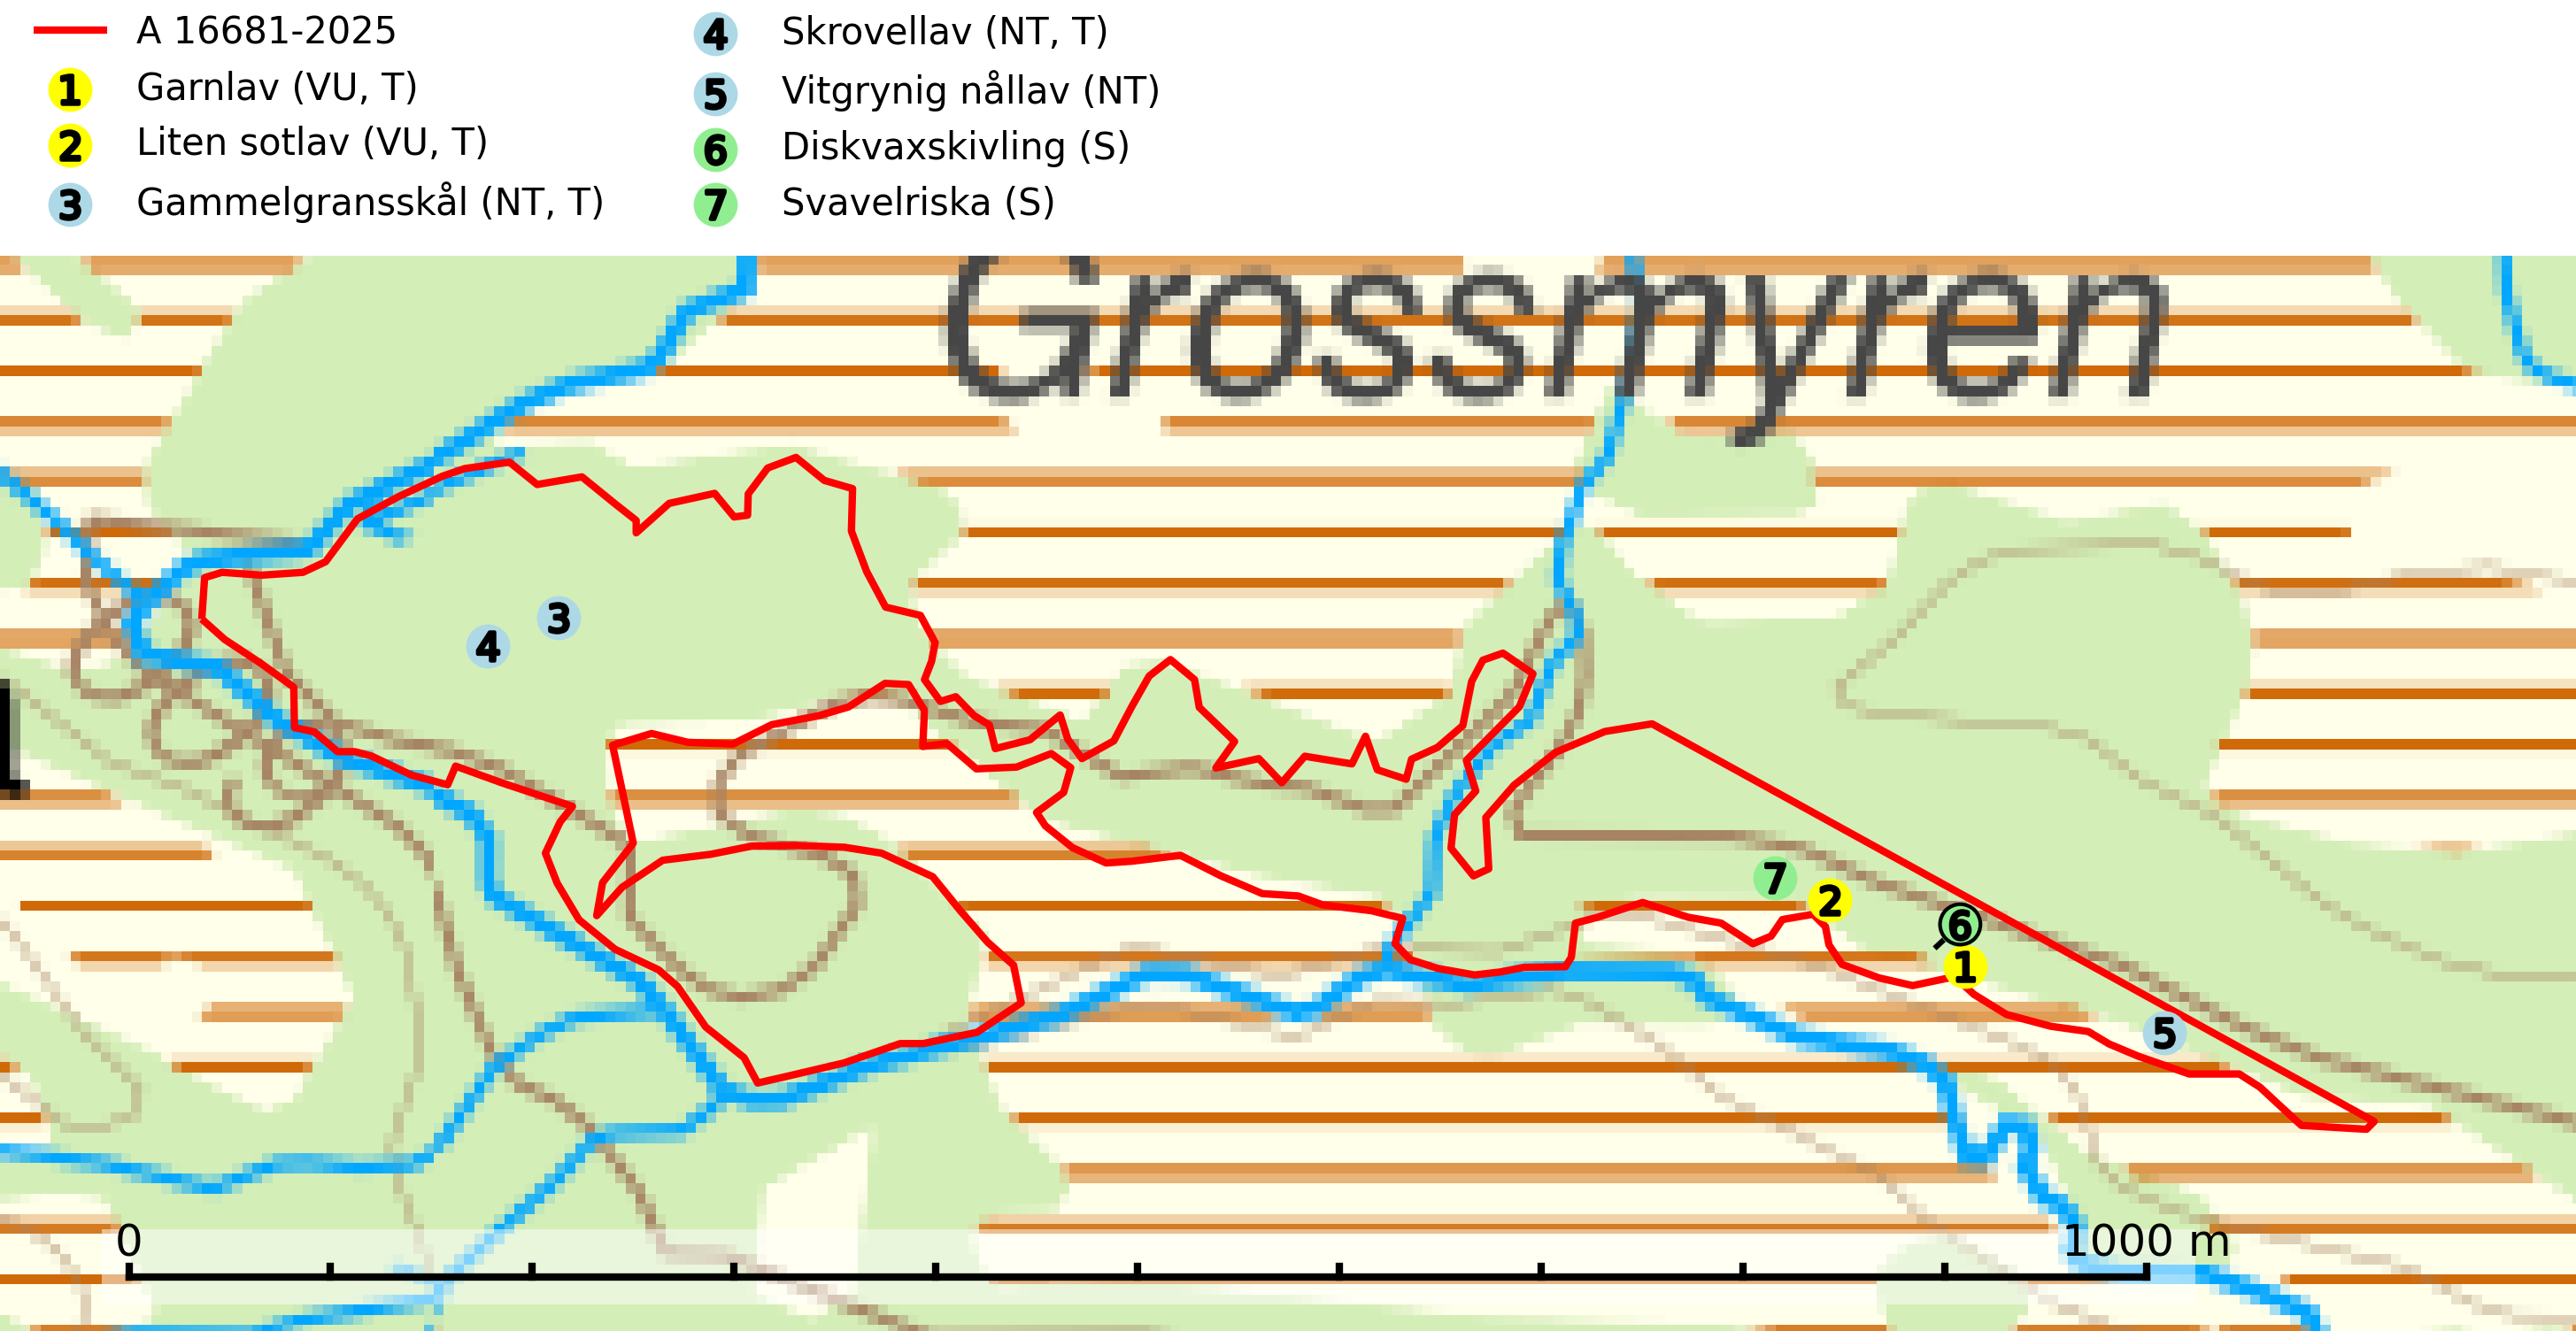 A 16681-2025
1 Garnlav (VU, T)
2 Liten sotlav (VU, T)
3 Gammelgransskål (NT, T)
4 Skrovellav (NT, T)
5 Vitgrynig nållav (NT)
6 Diskvaxskivling (S)
7 Svavelriska (S)
Grossmyren
3
4
7
2
6
1
5
0
1000 m